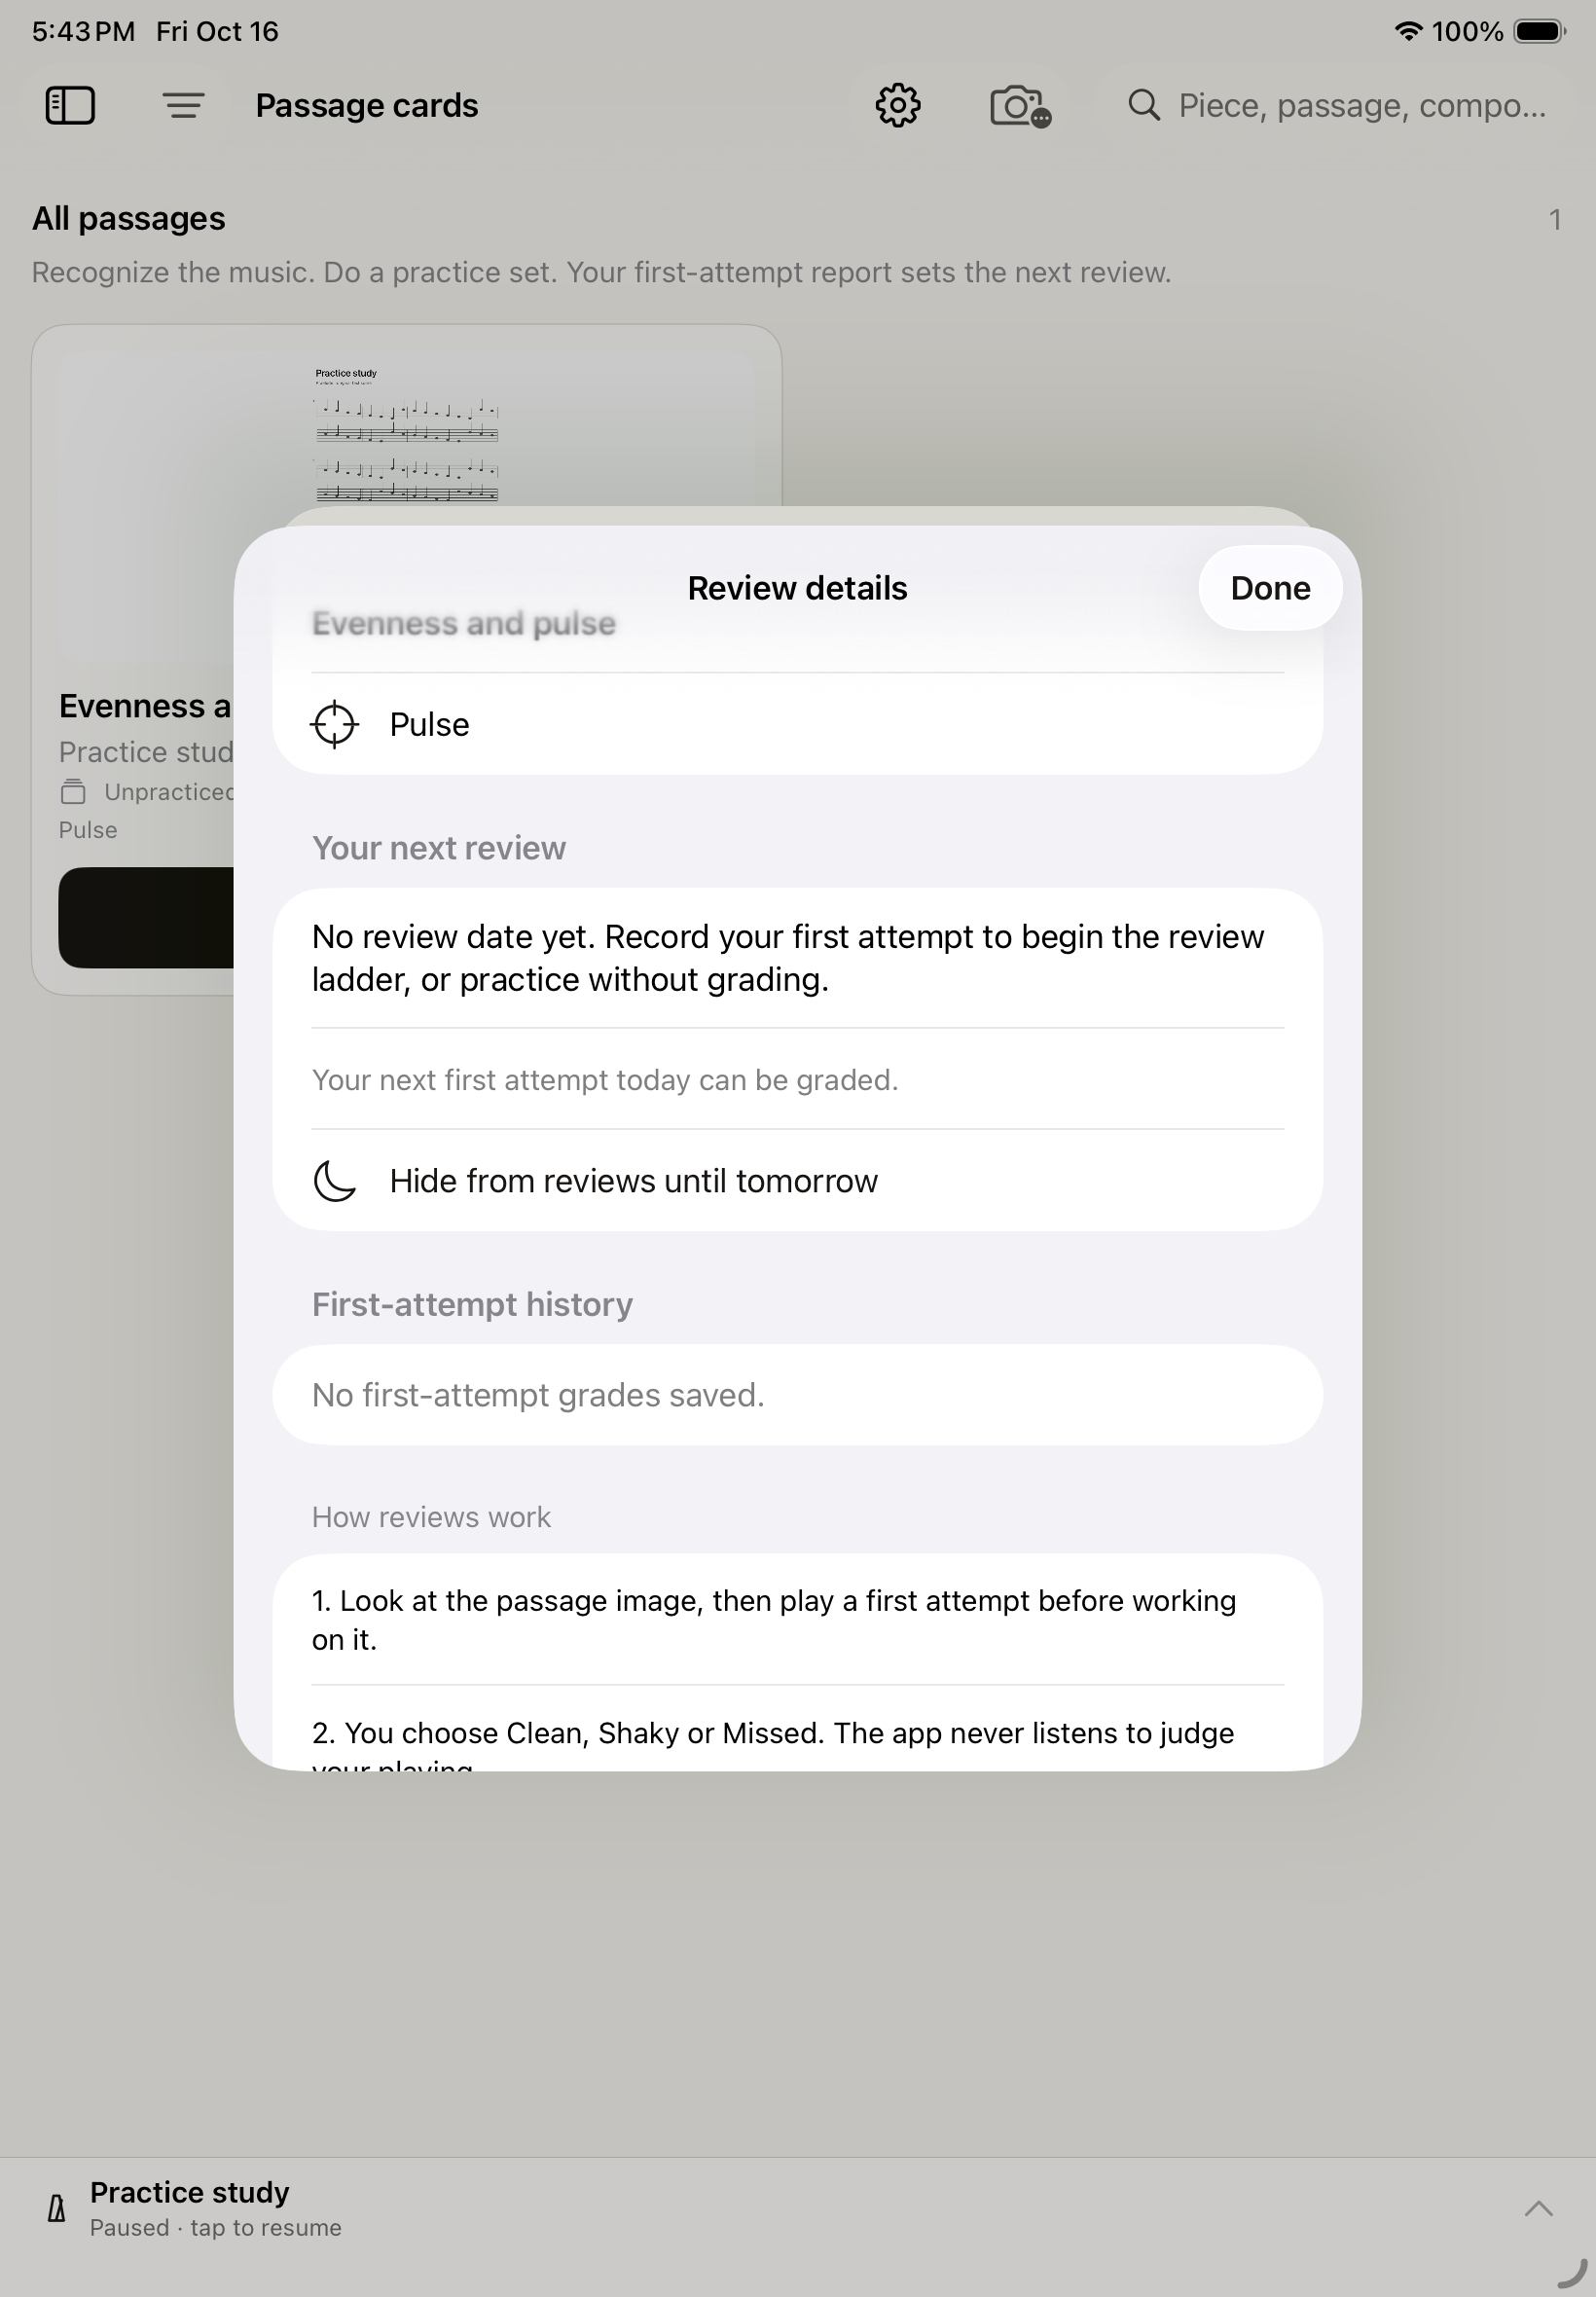 5:43 PM Fri Oct 16
100%
Passage cards
Piece, passage, compo...
All passages
1
Recognize the music. Do a practice set. Your first-attempt report sets the next review.
Practice study
Review details
Done
Evenness and pulse
Pulse
Evenness a
Practice stud
Unpracticed
Pulse
Your next review
No review date yet. Record your first attempt to begin the review
ladder, or practice without grading.
Your next first attempt today can be graded.
Hide from reviews until tomorrow
First-attempt history
No first-attempt grades saved.
How reviews work
1. Look at the passage image, then play a first attempt before working
on it.
2. You choose Clean, Shaky or Missed. The app never listens to judge
your playing
Practice study
Paused · tap to resume